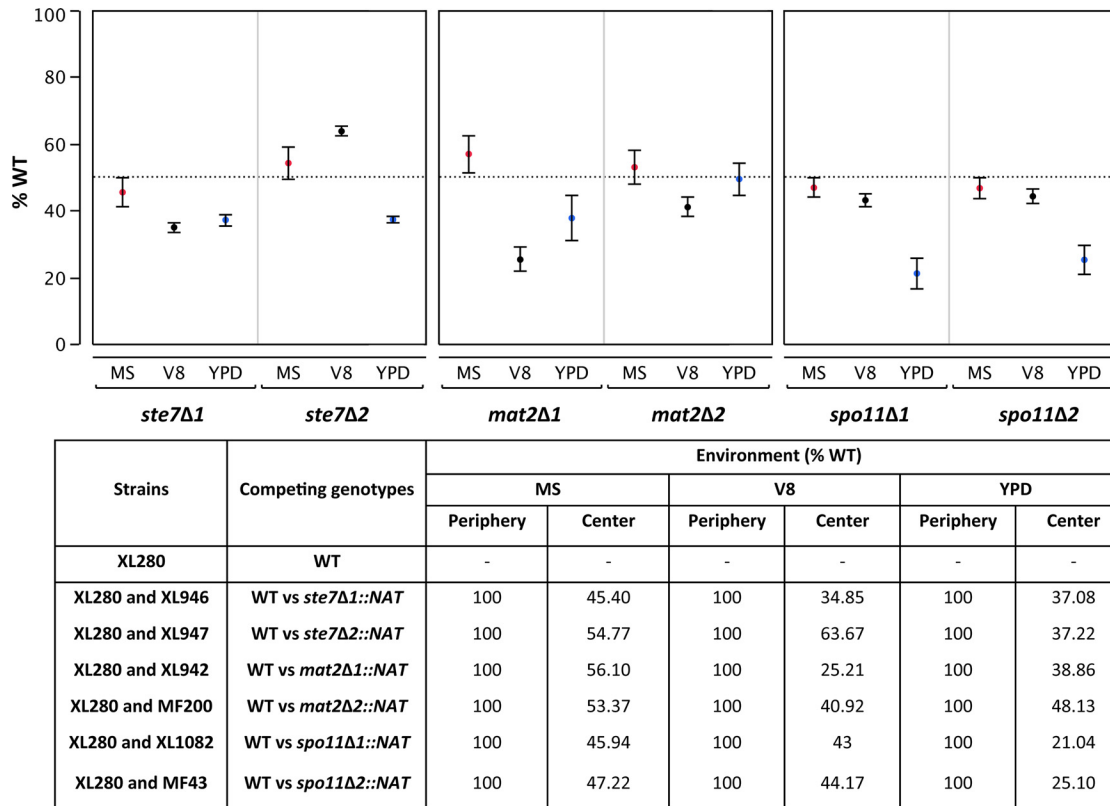 100
80
60
40
20
0
% WT
MS V8 YPD MS V8 YPD MS V8 YPD MS V8 YPD MS V8 YPD MS V8 YPD
ste7Δ1 ste7Δ2 mat2Δ1 mat2Δ2 spo11Δ1 spo11Δ2
Strains Competing genotypes Environment (% WT)
MS V8 YPD
Periphery Center Periphery Center Periphery Center
XL280 WT - - - - - -
XL280 and XL946 WT vs ste7Δ1::NAT 100 45.40 100 34.85 100 37.08
XL280 and XL947 WT vs ste7Δ2::NAT 100 54.77 100 63.67 100 37.22
XL280 and XL942 WT vs mat2Δ1::NAT 100 56.10 100 25.21 100 38.86
XL280 and MF200 WT vs mat2Δ2::NAT 100 53.37 100 40.92 100 48.13
XL280 and XL1082 WT vs spo11Δ1::NAT 100 45.94 100 43 100 21.04
XL280 and MF43 WT vs spo11Δ2::NAT 100 47.22 100 44.17 100 25.10